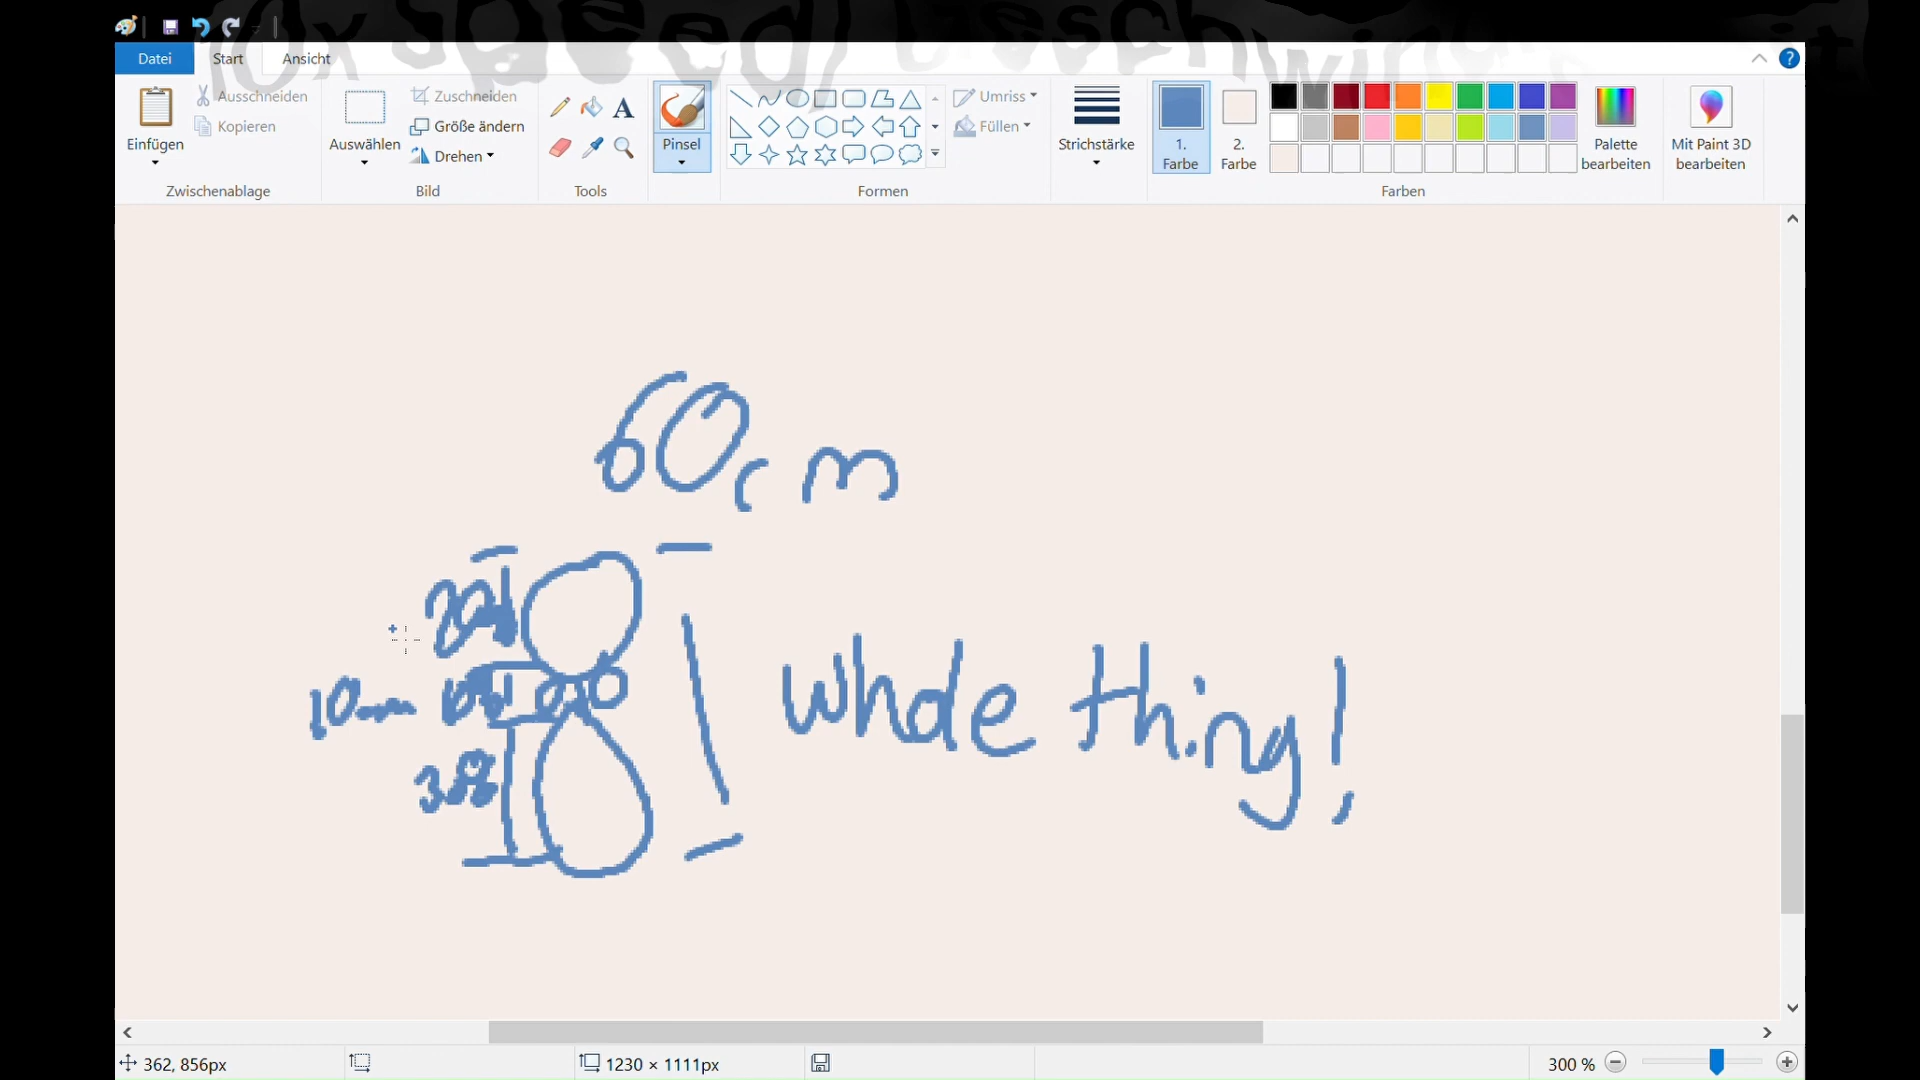 Datei Start Ansicht
Einfügen
Ausschneiden
Kopieren
Zwischenablage
Auswählen
Zuschneiden
Größe ändern
Drehen
Bild
Tools
Pinsel
Formen
Umriss
Füllen
Strichstärke
1.
Farbe
2.
Farbe
Palette
bearbeiten
Farben
Mit Paint 3D
bearbeiten
60cm
10mm
whole thing!
362, 856px
1230 × 1111px
300 %